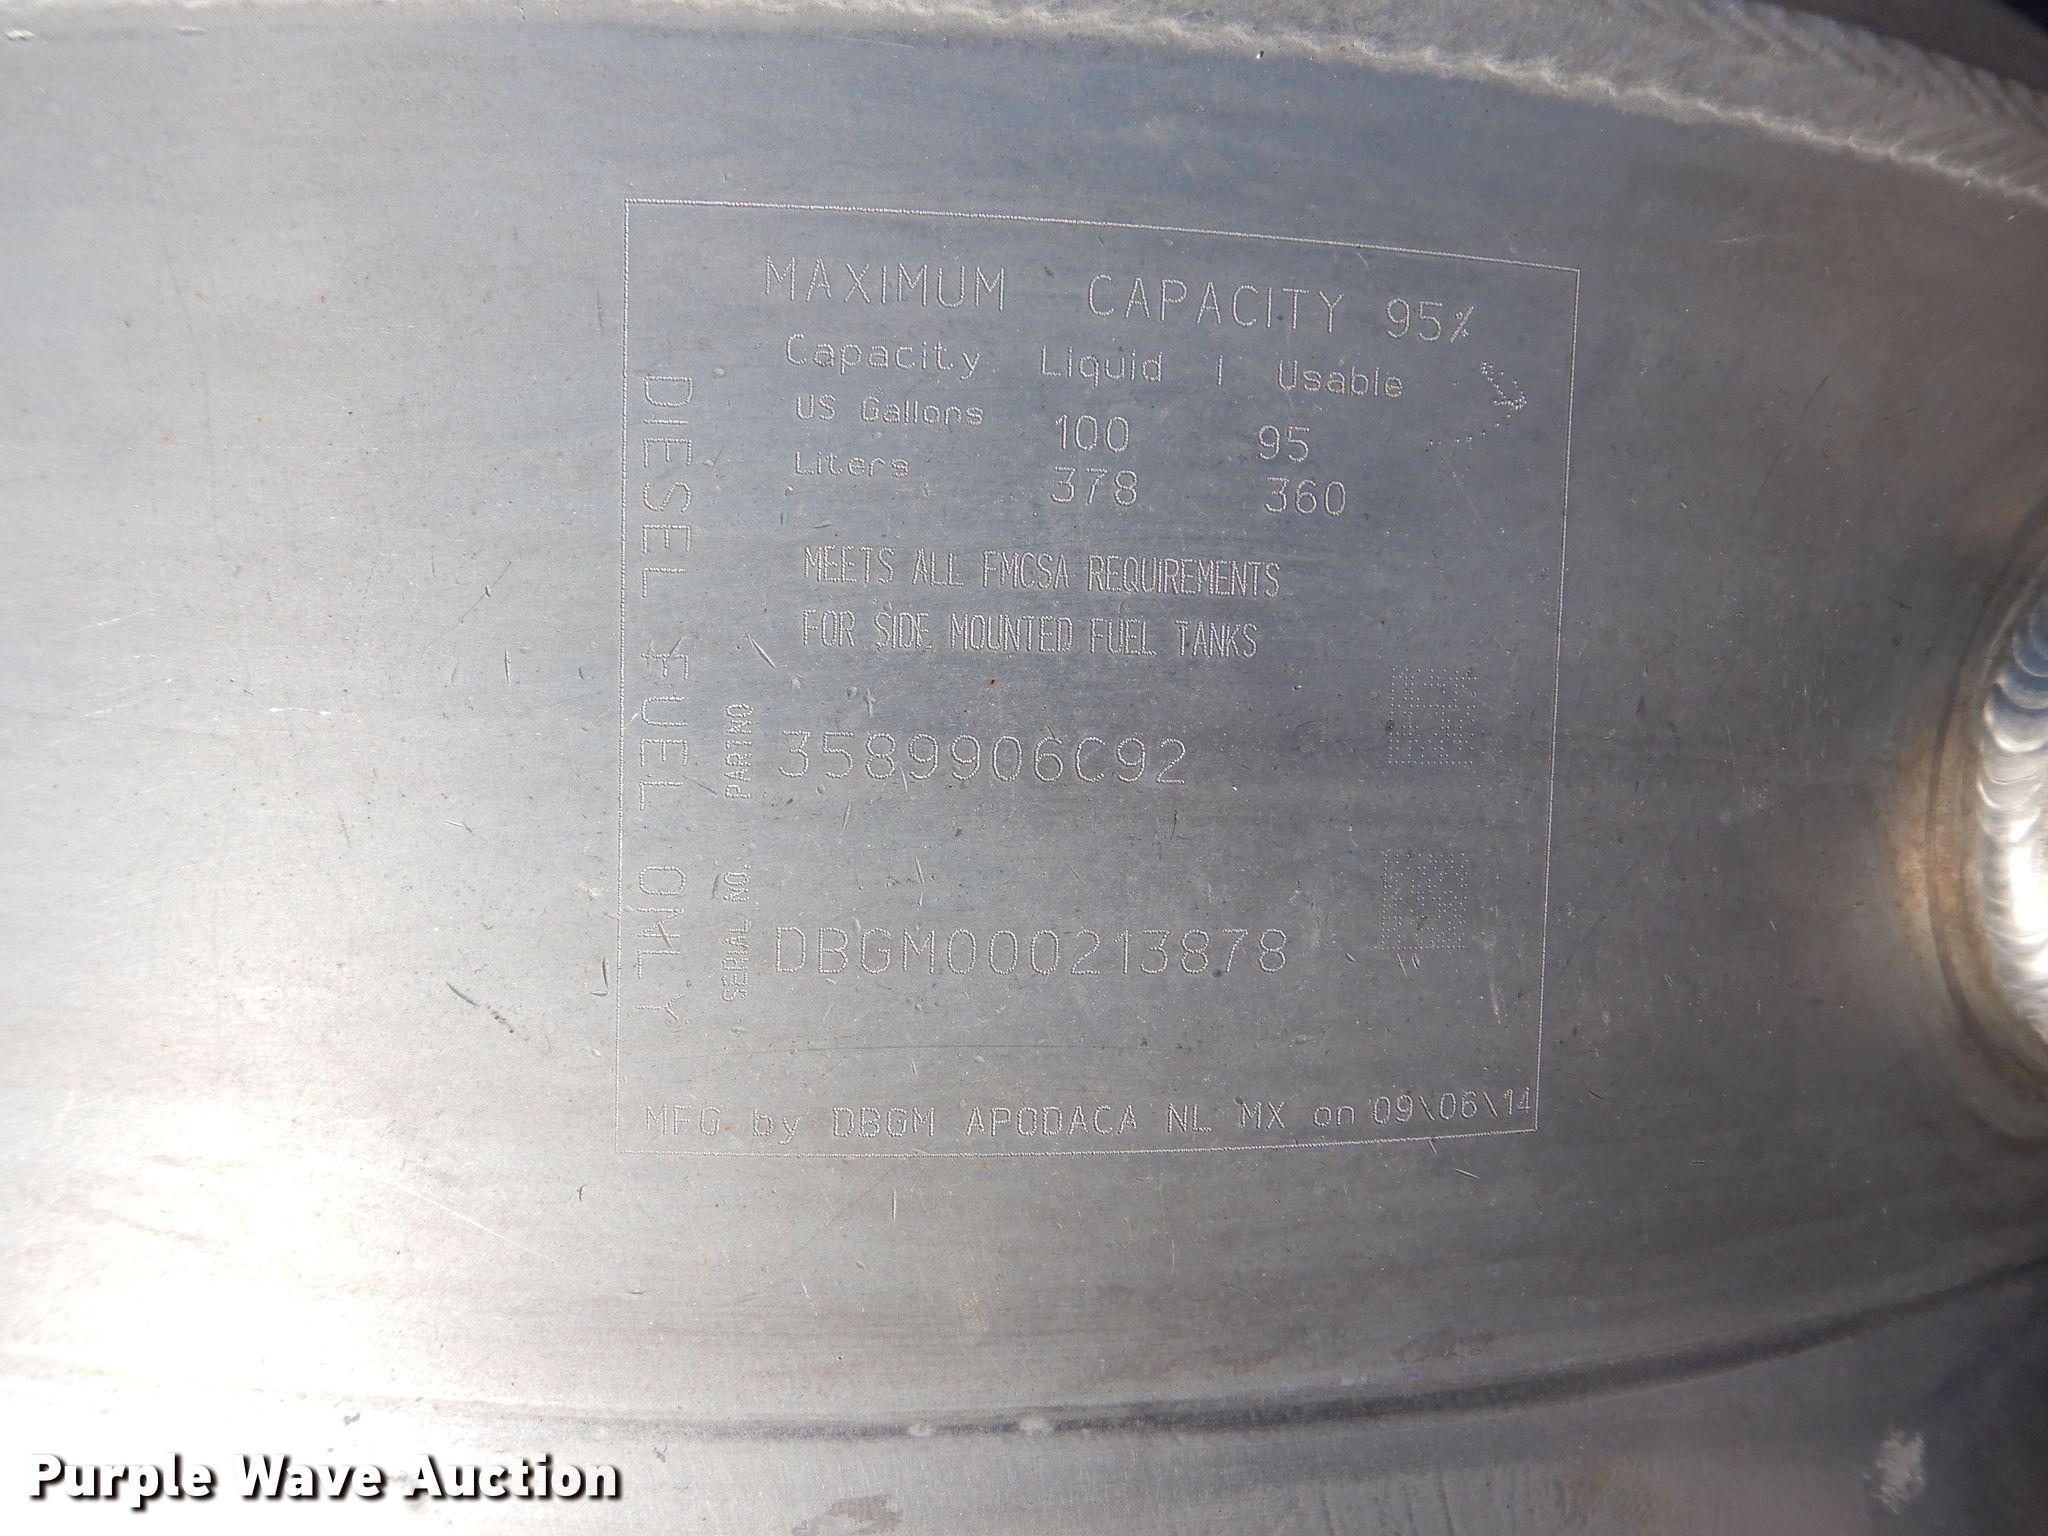 MAXIMUM CAPACITY 95%
Capacity Liquid | Usable
US Gallons 100 95
Liters 378 360
MEETS ALL FMCSA REQUIREMENTS
FOR SIDE MOUNTED FUEL TANKS
DIESEL FUEL ONLY
PART NO 3589906C92
SERIAL NO. DBGM000213878
MFG by DBGM APODACA NL MX on 09\06\14
Purple Wave Auction